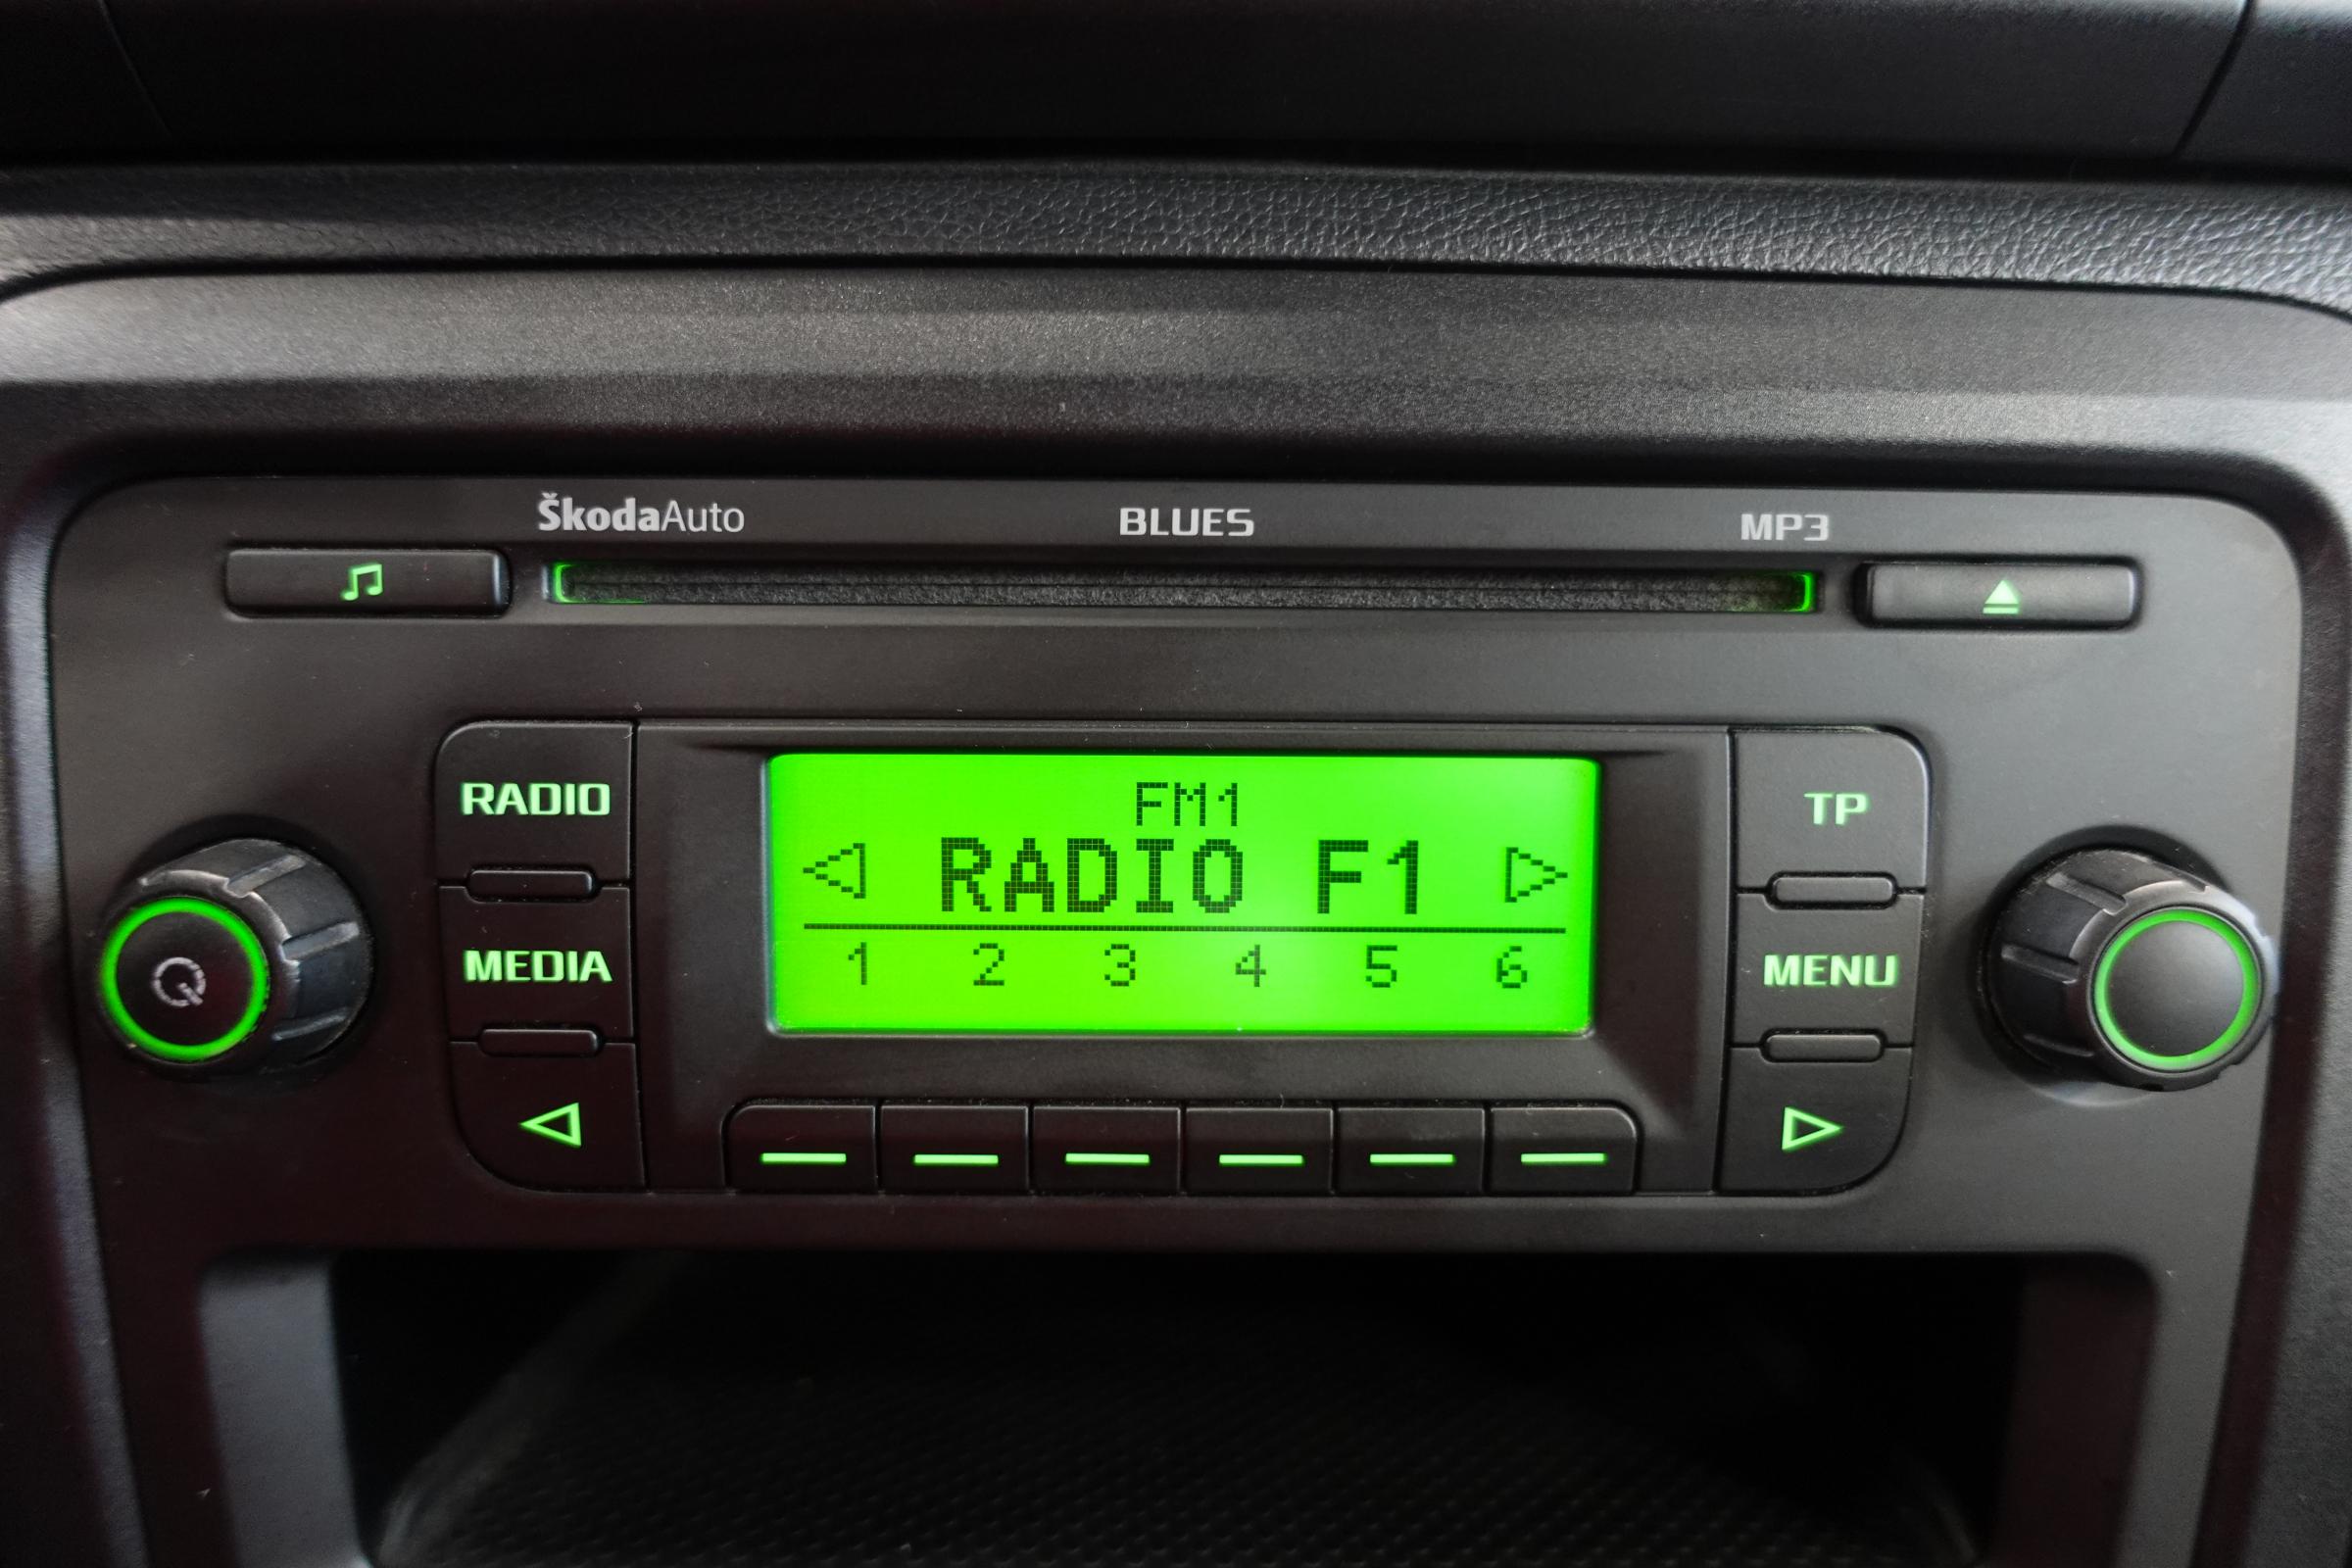 ŠkodaAuto BLUES MP3
RADIO
MEDIA
FM1
RADIO F1
1 2 3 4 5 6
TP
MENU